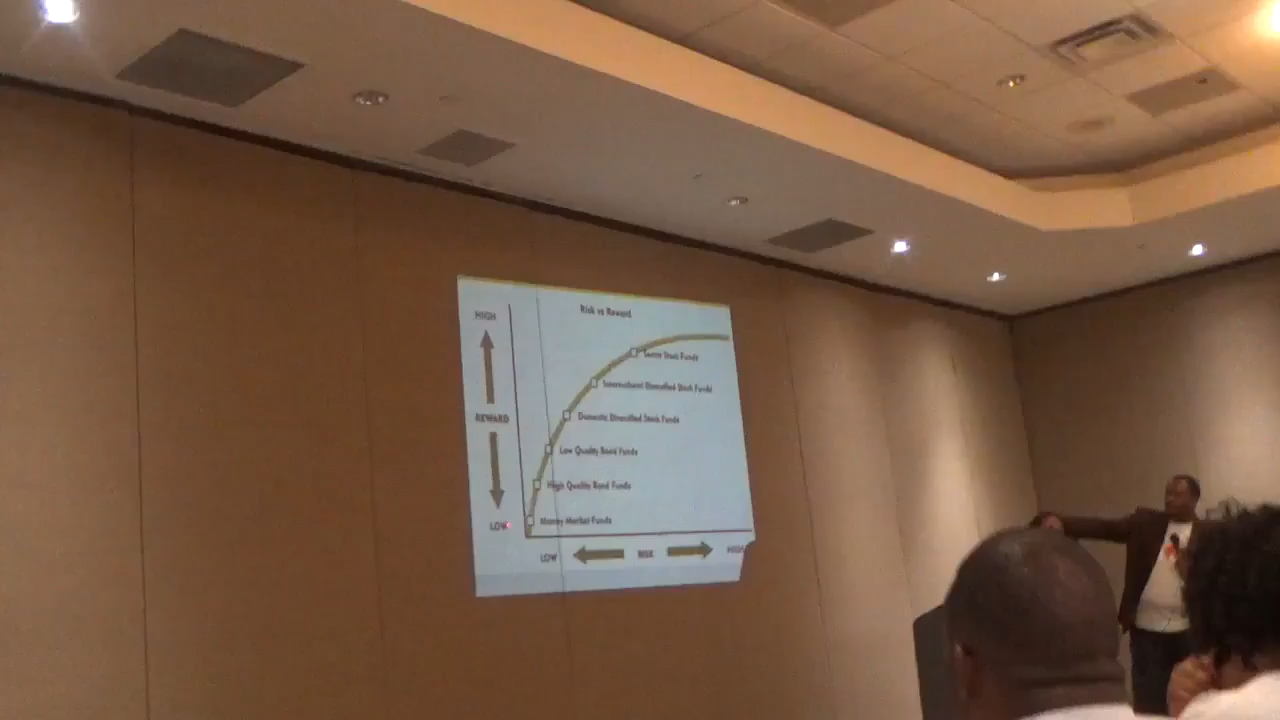 Risk vs Reward
HIGH
Sector Stock Funds
International Diversified Stock Funds
REWARD
Domestic Diversified Stock Funds
Low Quality Bond Funds
High Quality Bond Funds
LOW
Money Market Funds
LOW
RISK
HIGH